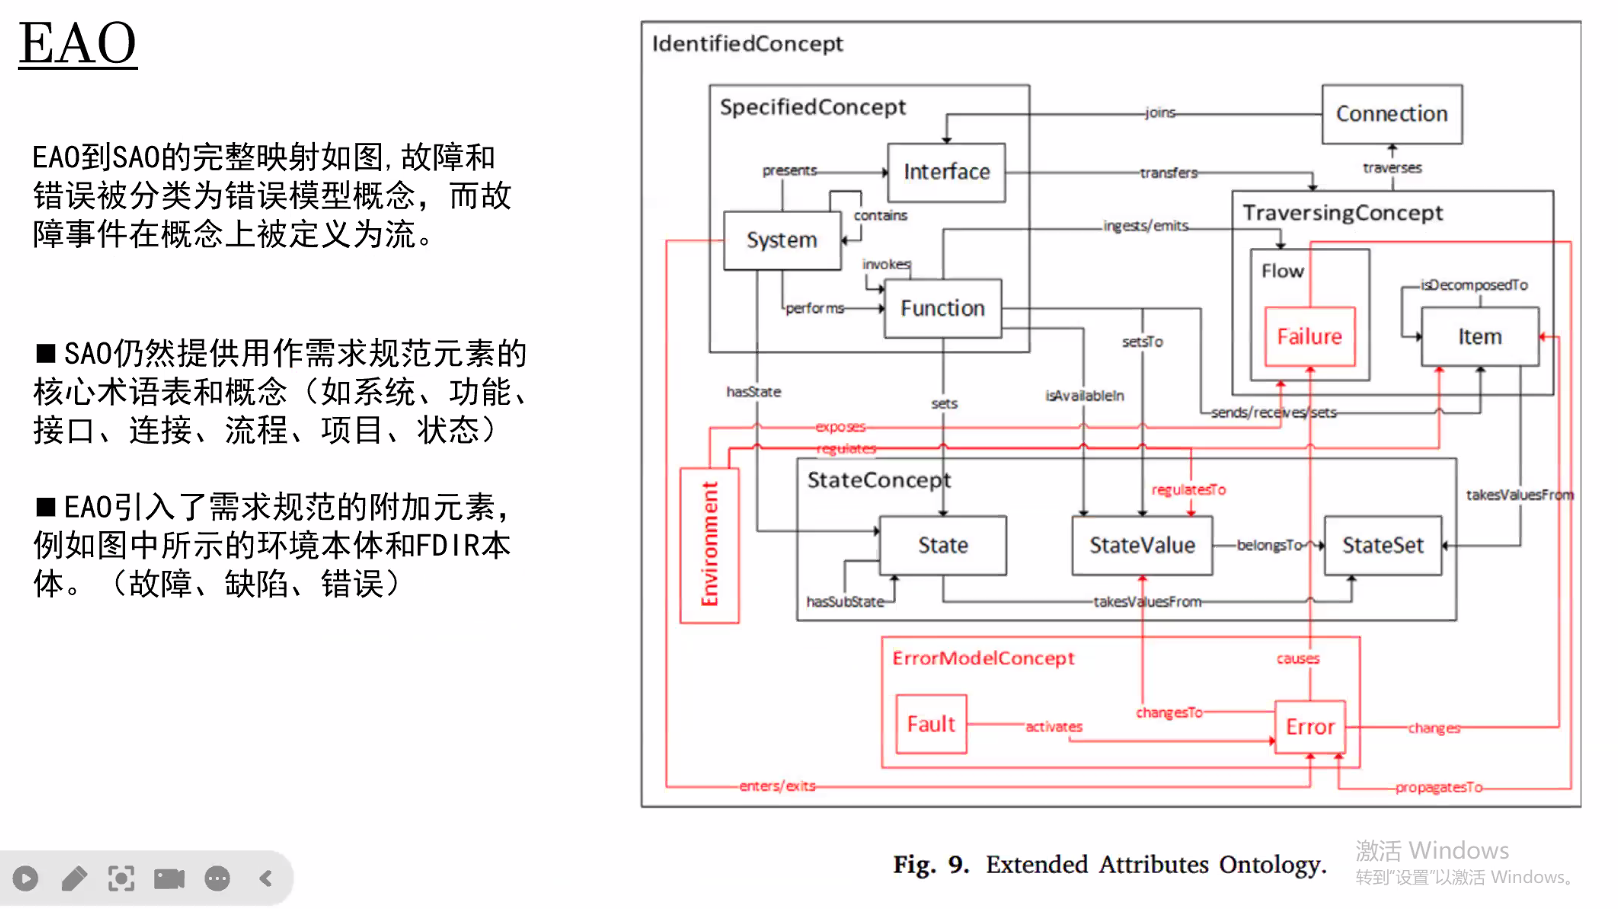 EAO
EAO到SAO的完整映射如图,故障和
错误被分类为错误模型概念，而故
障事件在概念上被定义为流。
■SAO仍然提供用作需求规范元素的
核心术语表和概念（如系统、功能、
接口、连接、流程、项目、状态）
■EAO引入了需求规范的附加元素，
例如图中所示的环境本体和FDIR本
体。（故障、缺陷、错误）
IdentifiedConcept
SpecifiedConcept
joins
Connection
presents
Interface
transfers
traverses
contains
TraversingConcept
System
ingests/emits
invokes
Flow
isDecomposedTo
performs
Function
Failure
Item
setsTo
hasState
sets
isAvailableIn
sends/receives/sets
exposes
regulates
StateConcept
regulatesTo
takesValuesFrom
Environment
State
StateValue
belongsTo
StateSet
hasSubState
takesValuesFrom
ErrorModelConcept
causes
Fault
activates
changesTo
Error
changes
enters/exits
propagatesTo
Fig. 9. Extended Attributes Ontology.
激活 Windows
转到"设置"以激活 Windows。